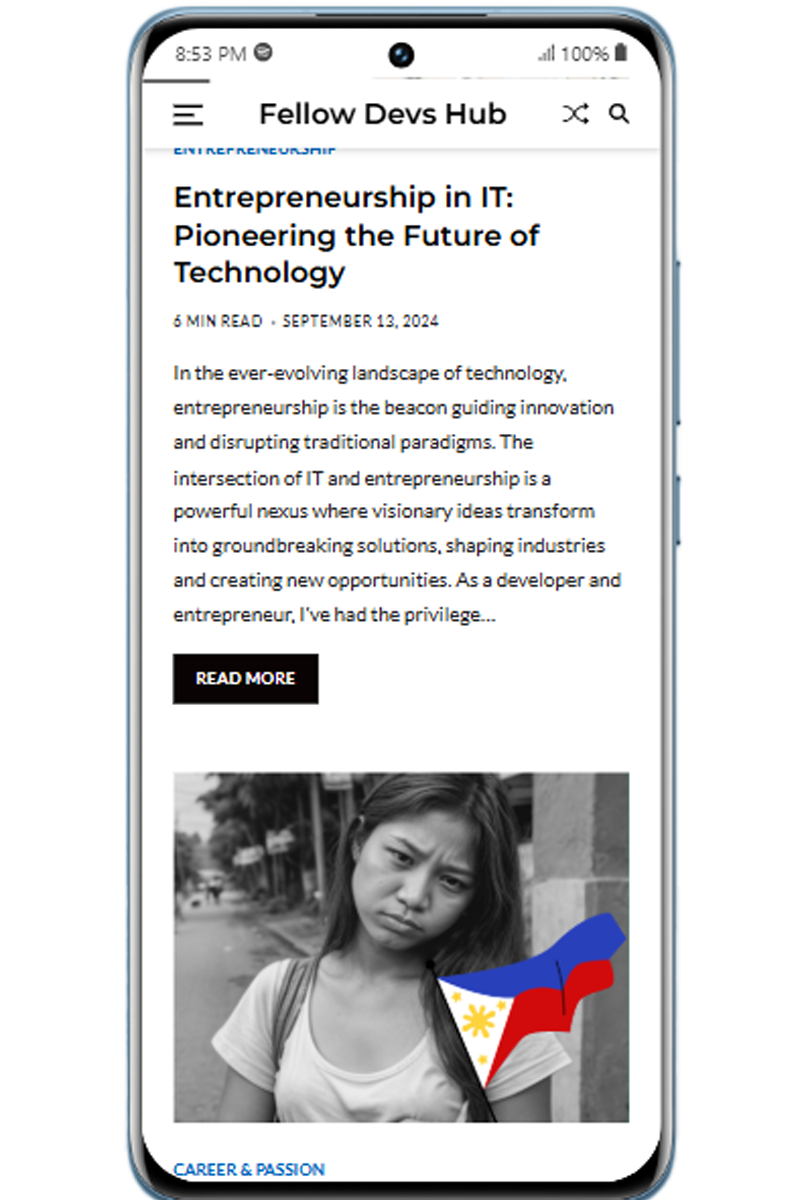 8:53 PM 100%
Fellow Devs Hub
ENTREPRENEURSHIP
Entrepreneurship in IT:
Pioneering the Future of
Technology
6 MIN READ • SEPTEMBER 13, 2024
In the ever-evolving landscape of technology,
entrepreneurship is the beacon guiding innovation
and disrupting traditional paradigms. The
intersection of IT and entrepreneurship is a
powerful nexus where visionary ideas transform
into groundbreaking solutions, shaping industries
and creating new opportunities. As a developer and
entrepreneur, I've had the privilege...
READ MORE
CAREER & PASSION